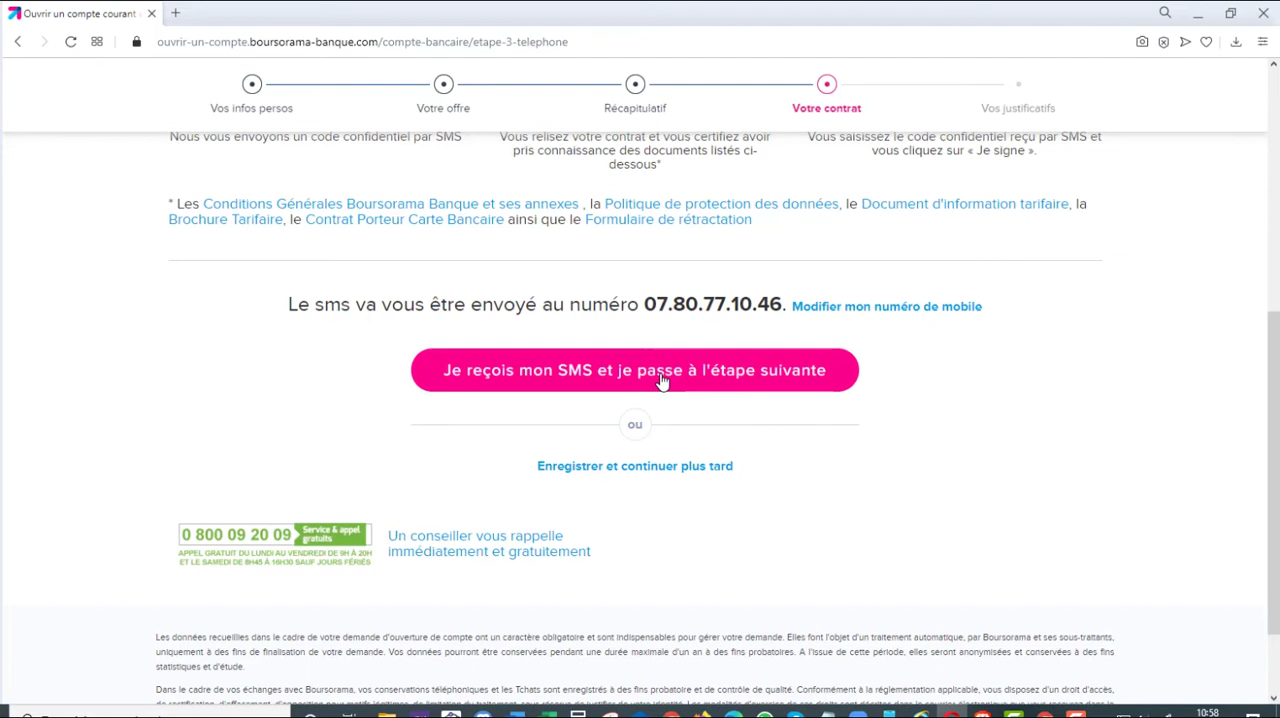 Ouvrir un compte courant
ouvrir-un-compte.boursorama-banque.com/compte-bancaire/etape-3-telephone
Vos infos persos
Votre offre
Récapitulatif
Votre contrat
Vos justificatifs
Nous vous envoyons un code confidentiel par SMS
Vous relisez votre contrat et vous certifiez avoir
pris connaissance des documents listés ci-
dessous*
Vous saisissez le code confidentiel reçu par SMS et
vous cliquez sur « Je signe ».
* Les Conditions Générales Boursorama Banque et ses annexes , la Politique de protection des données, le Document d'information tarifaire, la
Brochure Tarifaire, le Contrat Porteur Carte Bancaire ainsi que le Formulaire de rétractation
Le sms va vous être envoyé au numéro 07.80.77.10.46. Modifier mon numéro de mobile
Je reçois mon SMS et je passe à l'étape suivante
ou
Enregistrer et continuer plus tard
0 800 09 20 09
Service & appel
gratuits
APPEL GRATUIT DU LUNDI AU VENDREDI DE 9H À 20H
ET LE SAMEDI DE 8H45 À 16H30 SAUF JOURS FÉRIÉS
Un conseiller vous rappelle
immédiatement et gratuitement
Les données recueillies dans le cadre de votre demande d'ouverture de compte ont un caractère obligatoire et sont indispensables pour gérer votre demande. Elles font l'objet d'un traitement automatique, par Boursorama et ses sous-traitants,
uniquement à des fins de finalisation de votre demande. Vos données pourront être conservées pendant une durée maximale d'un an à des fins probatoires. A l'issue de cette période, elles seront anonymisées et conservées à des fins
statistiques et d'étude.
Dans le cadre de vos échanges avec Boursorama, vos conservations téléphoniques et les Tchats sont enregistrés à des fins probatoire et de contrôle de qualité. Conformément à la réglementation applicable, vous disposez d'un droit d'accès,
10:58